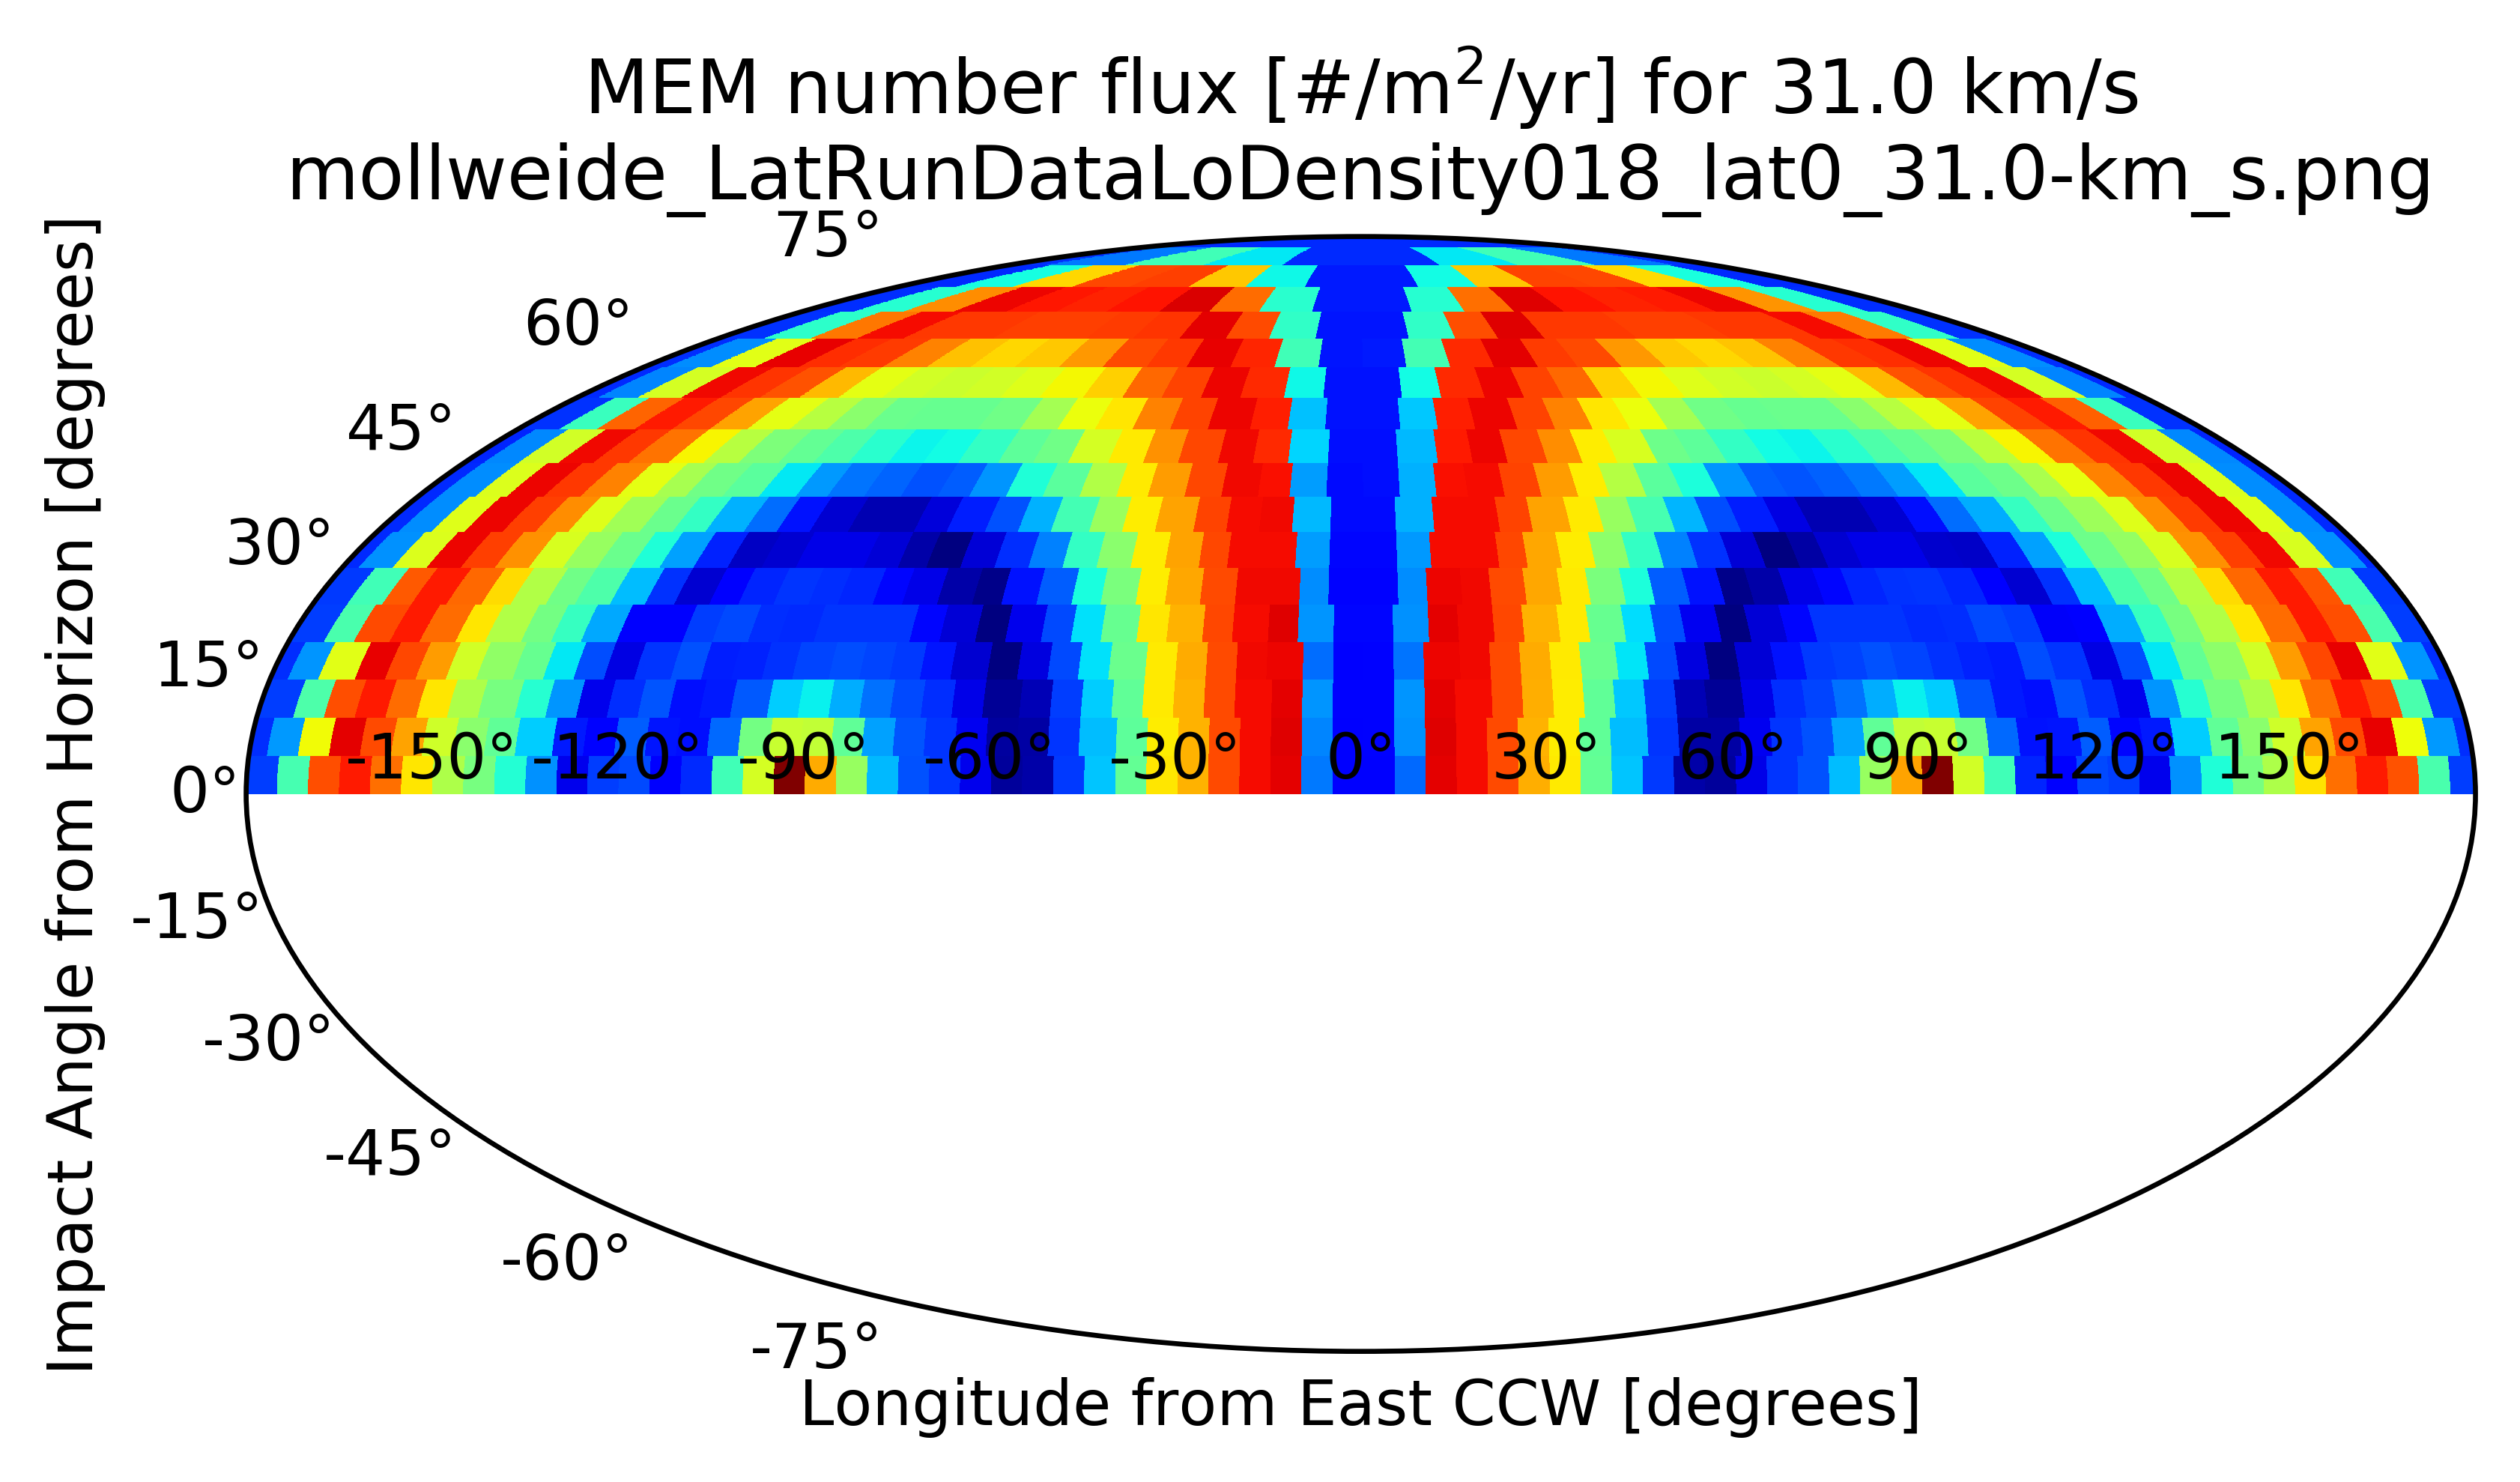 MEM number flux [#/m²/yr] for 31.0 km/s
mollweide_LatRunDataLoDensity018_lat0_31.0-km_s.png
Impact Angle from Horizon [degrees]
75°
60°
45°
30°
15°
0°
-15°
-30°
-45°
-60°
-75°
-150° -120° -90° -60° -30° 0° 30° 60° 90° 120° 150°
Longitude from East CCW [degrees]